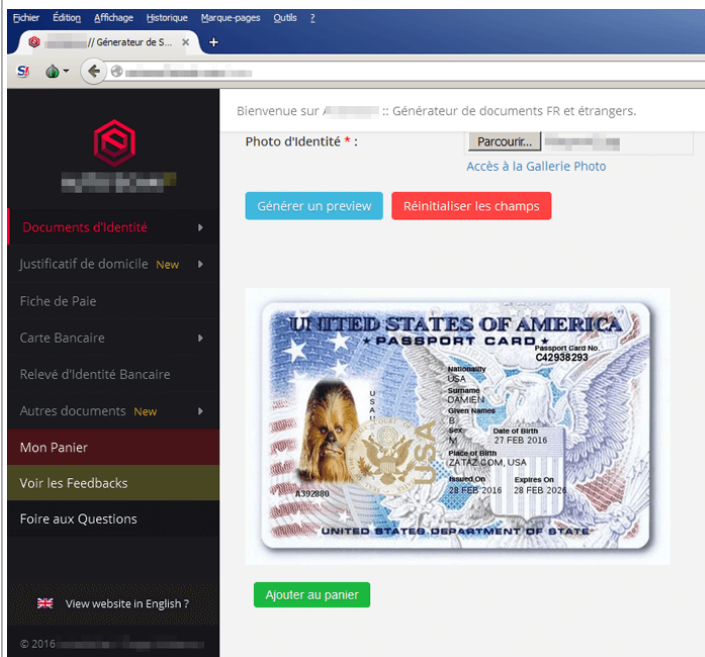 Fichier Édition Affichage Historique Marque-pages Outils ?
// Génerateur de S... × +
S!
Bienvenue sur :: Générateur de documents FR et étrangers.
Photo d'Identité * :
Parcourir...
Accès à la Gallerie Photo
Générer un preview Réinitialiser les champs
Documents d'Identité
Justificatif de domicile New
Fiche de Paie
Carte Bancaire
Relevé d'Identité Bancaire
Autres documents New
Mon Panier
Voir les Feedbacks
Foire aux Questions
View website in English ?
© 2016
UNITED STATES OF AMERICA
PASSPORT CARD
Passport Card No.
C42938293
Nationality
USA
Surname
DAMIEN
Given Names
B
Sex Date of Birth
M 27 FEB 2016
Place of Birth
ZATAZ.COM, USA
Issued On Expires On
28 FEB 2016 28 FEB 2026
USA
USA
A392880
UNITED STATES DEPARTMENT OF STATE
Ajouter au panier